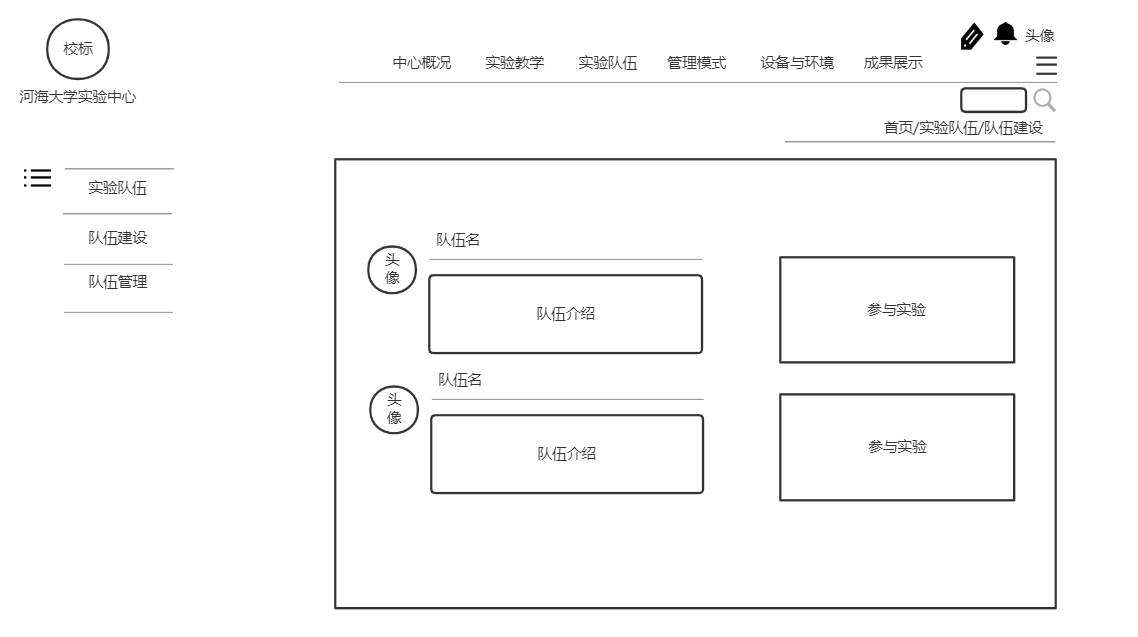 校标
河海大学实验中心
头像
中心概况 实验教学 实验队伍 管理模式 设备与环境 成果展示
首页/实验队伍/队伍建设
实验队伍
队伍建设
队伍管理
队伍名
头
像
队伍介绍
参与实验
队伍名
头
像
队伍介绍
参与实验